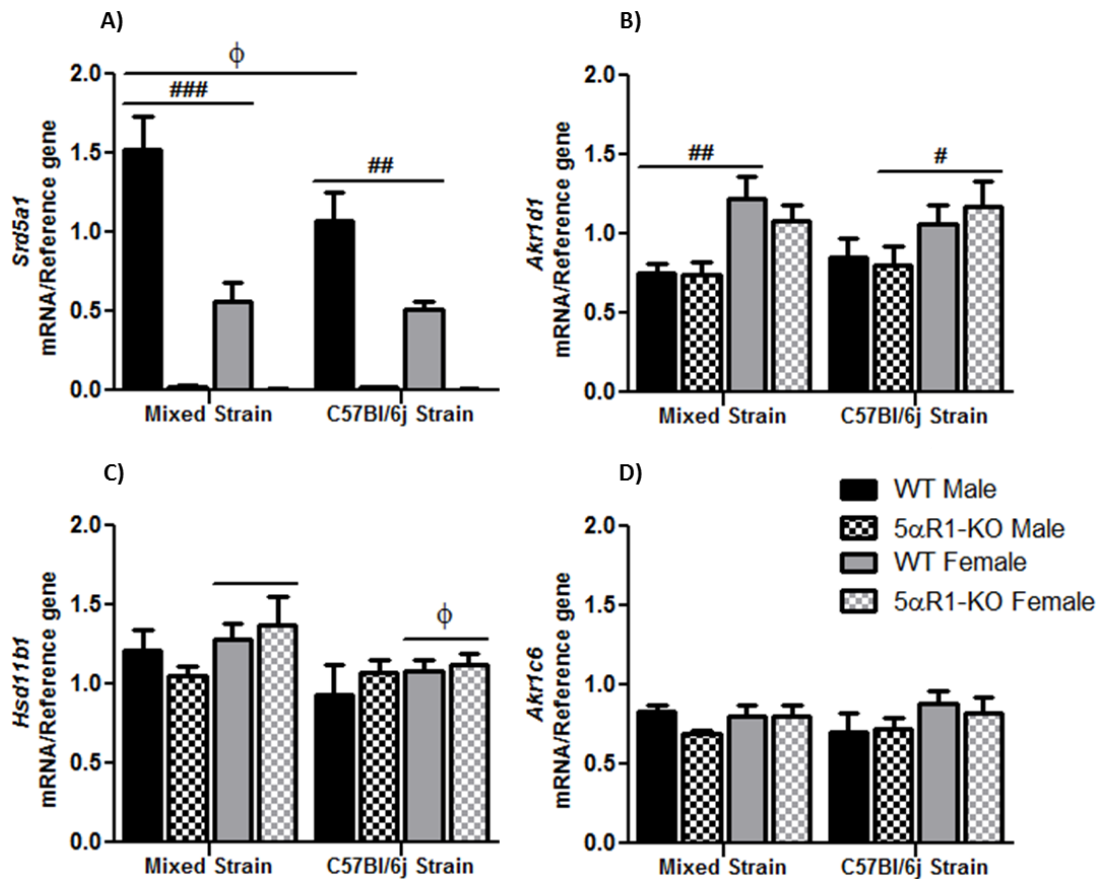 A)
ϕ
###
##
2.0
1.5
1.0
0.5
0.0
Srd5a1
mRNA/Reference gene
Mixed Strain
C57Bl/6j Strain
B)
##
#
2.0
1.5
1.0
0.5
0.0
Akr1d1
mRNA/Reference gene
Mixed Strain
C57Bl/6j Strain
C)
ϕ
2.0
1.5
1.0
0.5
0.0
Hsd11b1
mRNA/Reference gene
Mixed Strain
C57Bl/6j Strain
D)
WT Male
5αR1-KO Male
WT Female
5αR1-KO Female
2.0
1.5
1.0
0.5
0.0
Akr1c6
mRNA/Reference gene
Mixed Strain
C57Bl/6j Strain